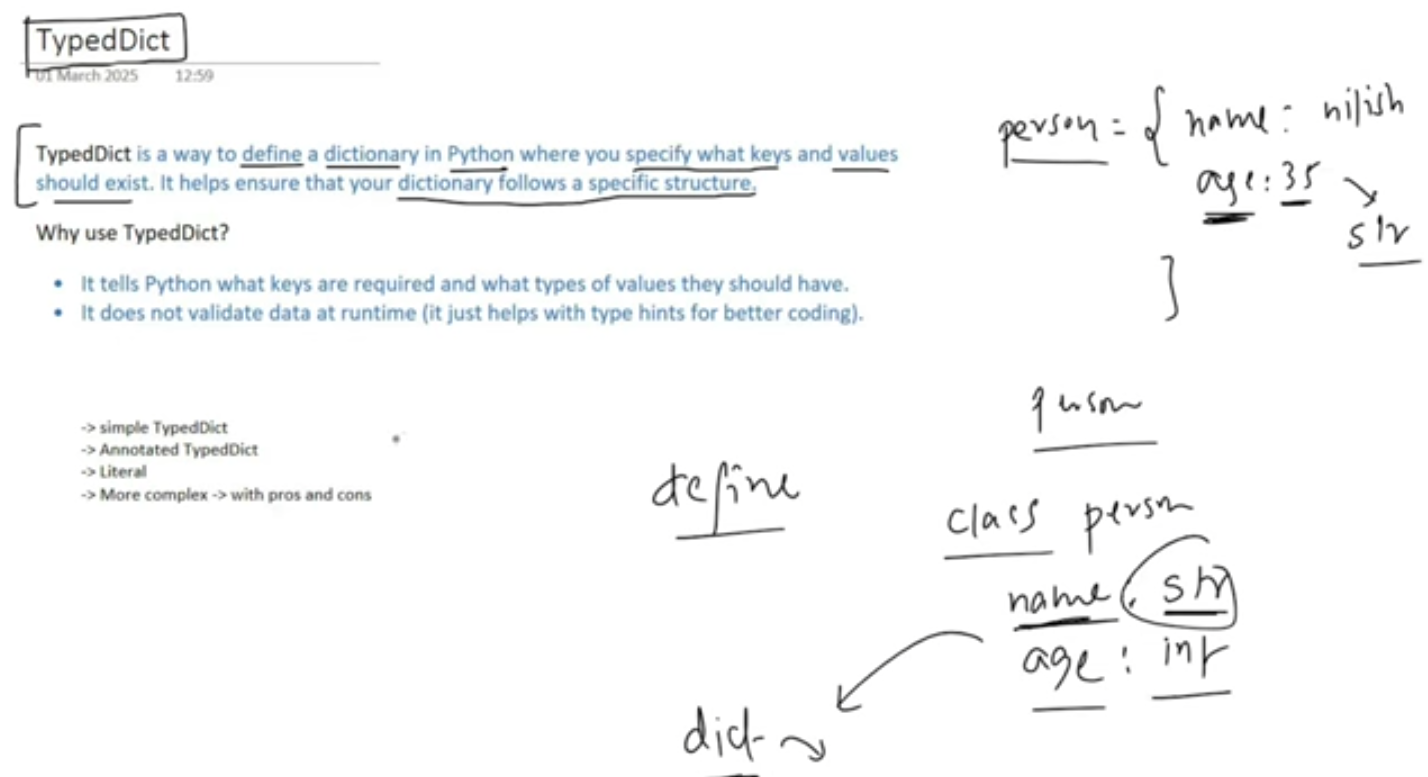 TypedDict
01 March 2025 12:59
TypedDict is a way to define a dictionary in Python where you specify what keys and values
should exist. It helps ensure that your dictionary follows a specific structure.
Why use TypedDict?
• It tells Python what keys are required and what types of values they should have.
• It does not validate data at runtime (it just helps with type hints for better coding).
-> simple TypedDict
-> Annotated TypedDict
-> Literal
-> More complex -> with pros and cons
person = { name: nitish
age: 35
str
}
person
define
class person
name: str
age: int
dict